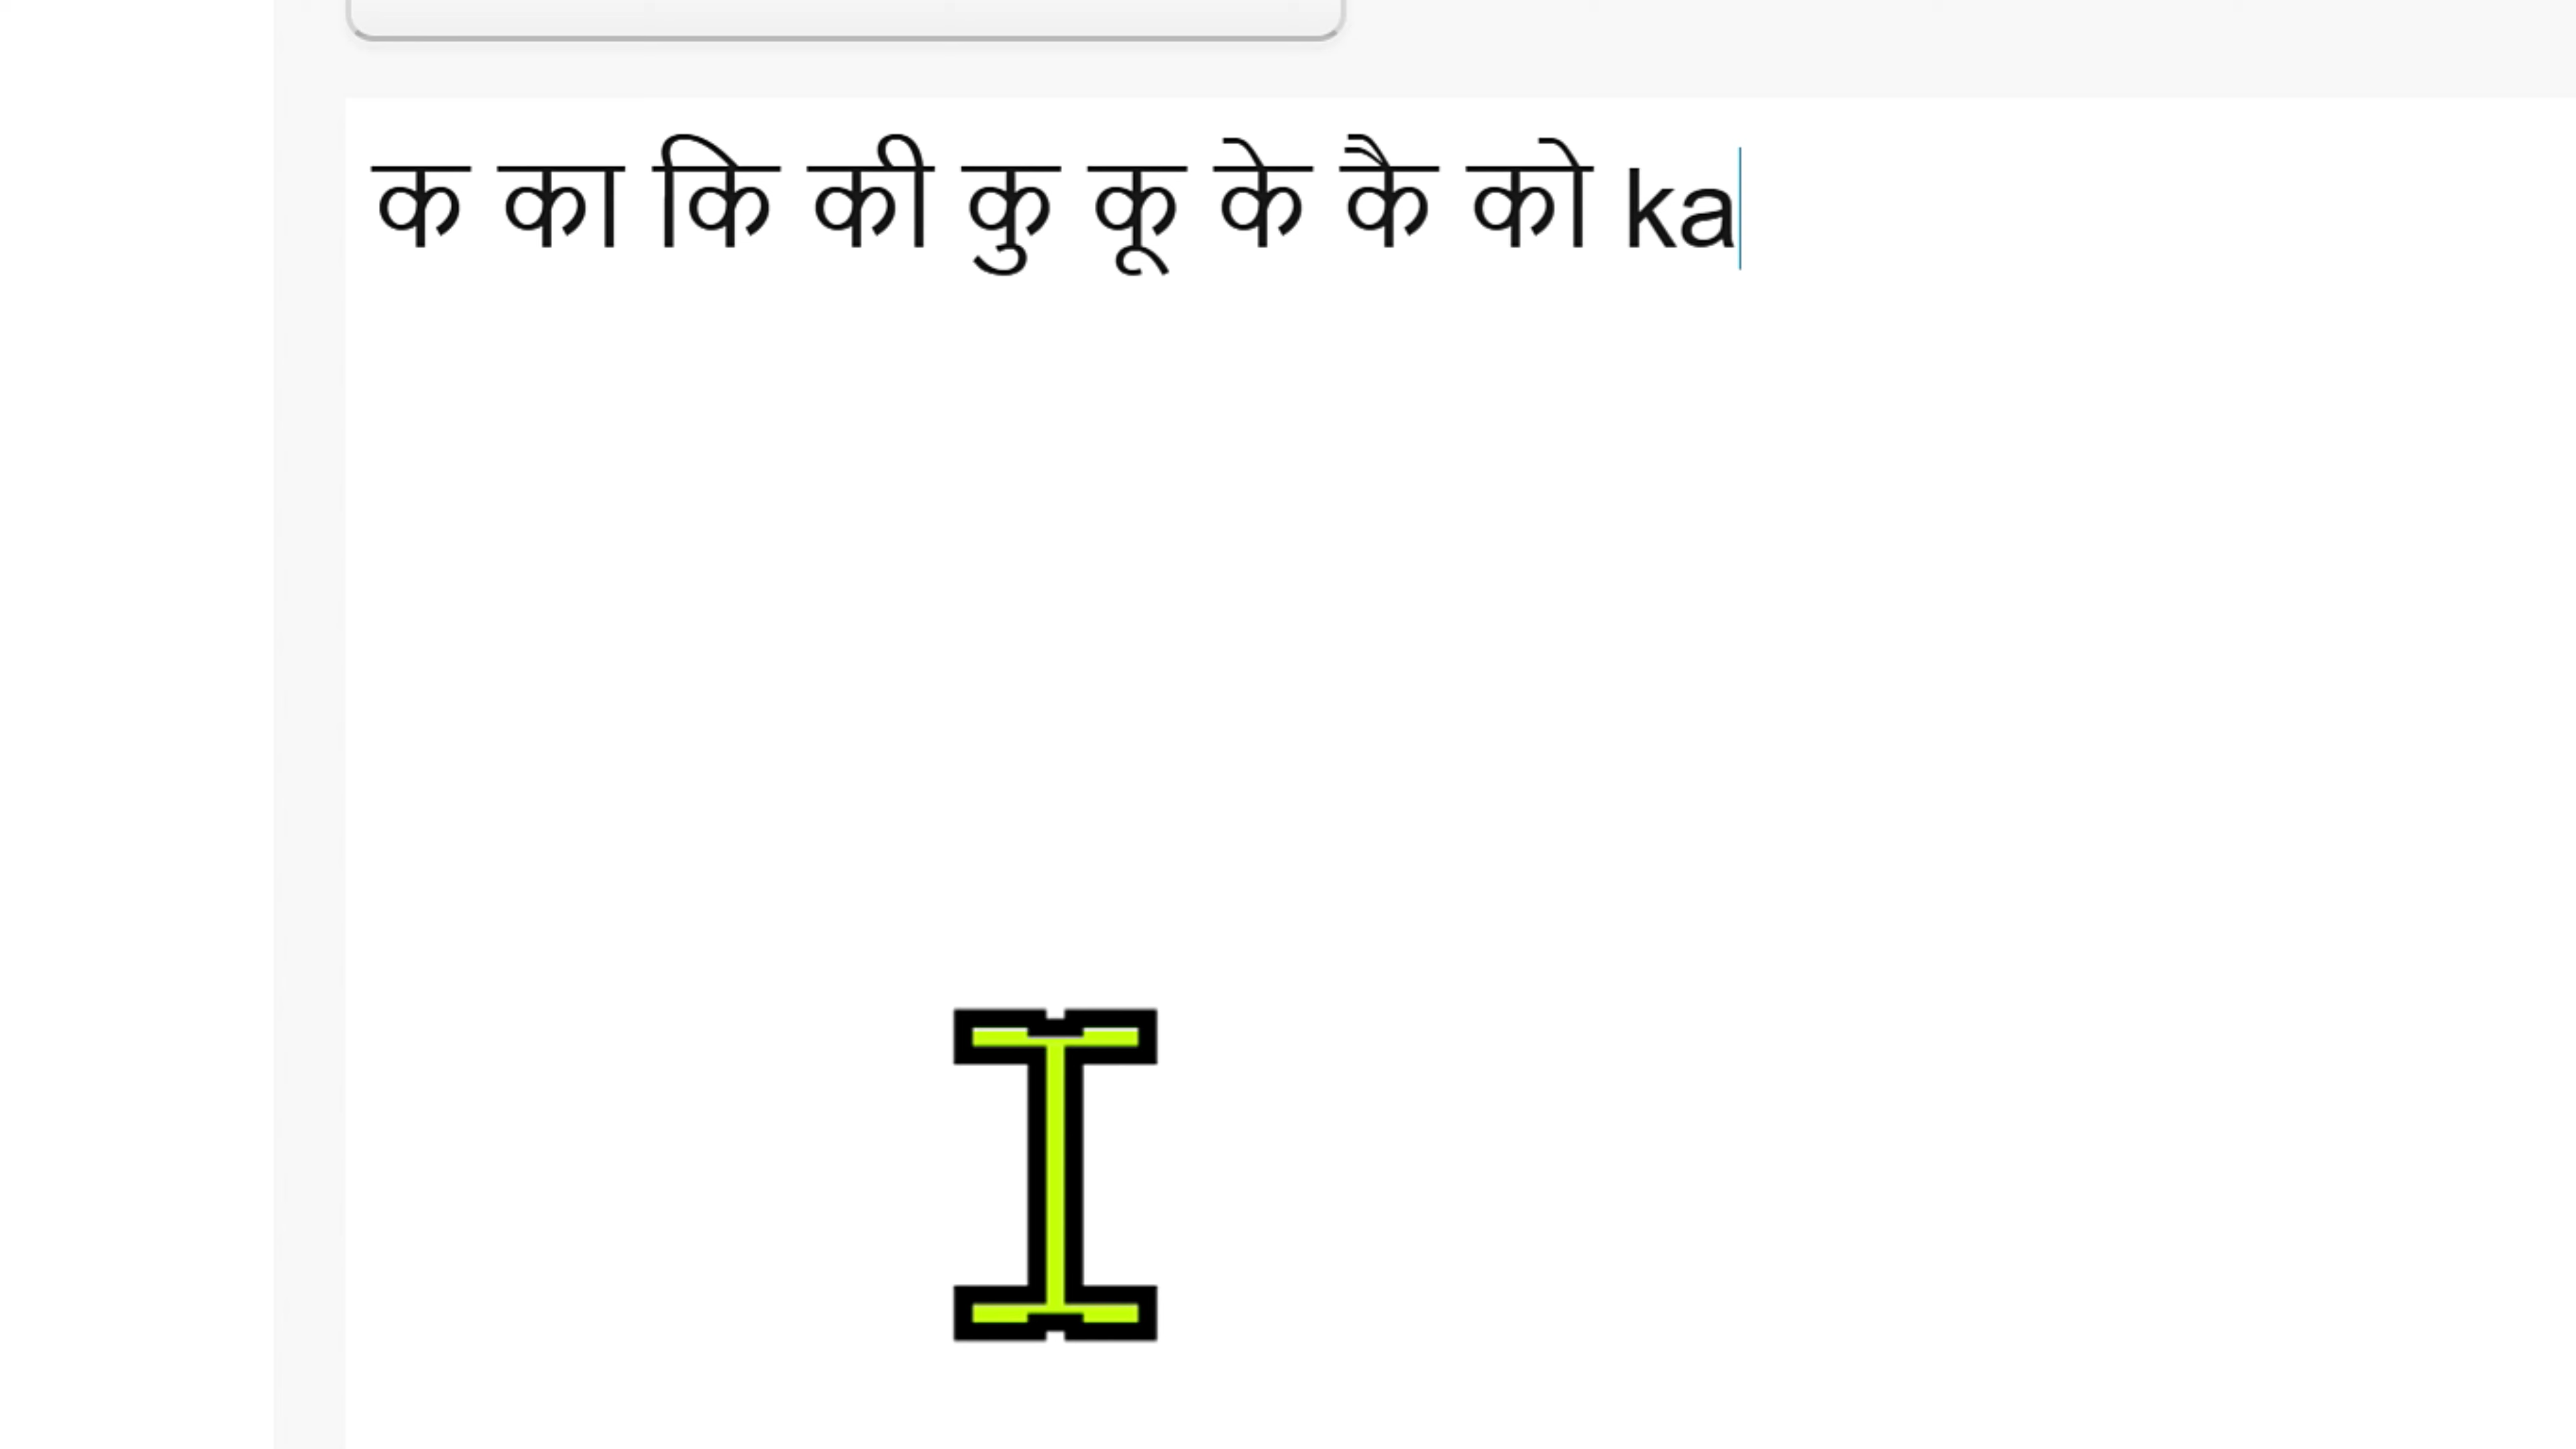 क का कि की कु कू के कै को ka